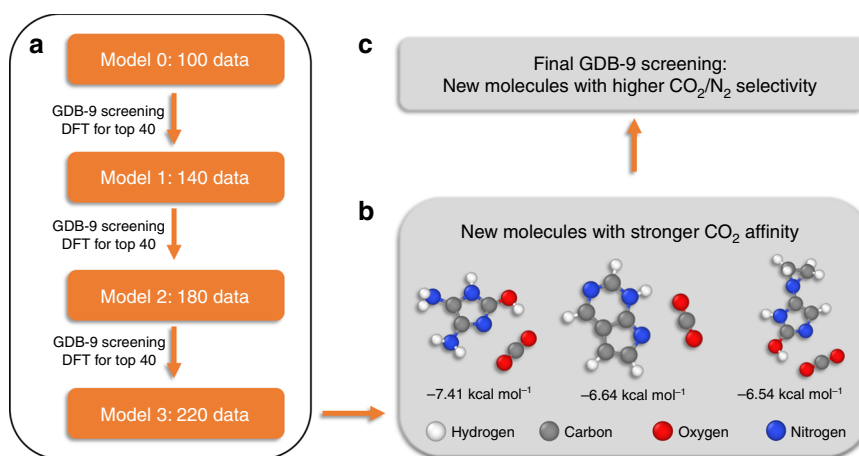 a
Model 0: 100 data
GDB-9 screening
DFT for top 40
Model 1: 140 data
GDB-9 screening
DFT for top 40
Model 2: 180 data
GDB-9 screening
DFT for top 40
Model 3: 220 data
c
Final GDB-9 screening:
New molecules with higher CO₂/N₂ selectivity
b
New molecules with stronger CO₂ affinity
–7.41 kcal mol⁻¹
–6.64 kcal mol⁻¹
–6.54 kcal mol⁻¹
Hydrogen
Carbon
Oxygen
Nitrogen